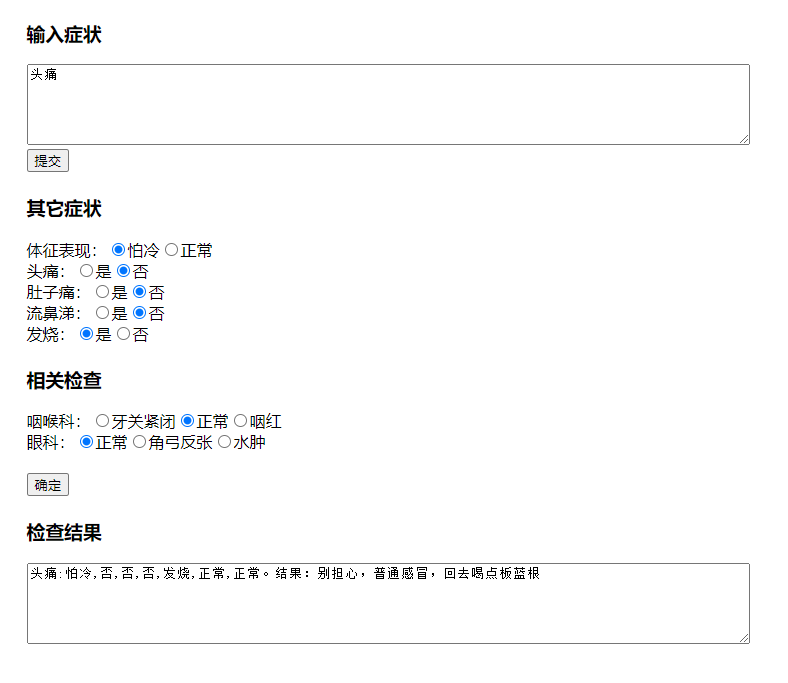 输入症状
头痛
提交
其它症状
体征表现： 怕冷 正常
头痛： 是 否
肚子痛： 是 否
流鼻涕： 是 否
发烧： 是 否
相关检查
咽喉科： 牙关紧闭 正常 咽红
眼科： 正常 角弓反张 水肿
确定
检查结果
头痛:怕冷,否,否,否,发烧,正常,正常。结果：别担心，普通感冒，回去喝点板蓝根